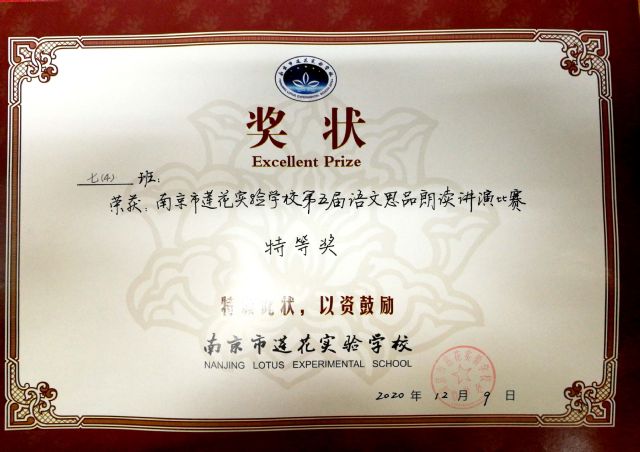 奖 状
Excellent Prize
七(4) 班:
荣获:南京市莲花实验学校第五届语文思品朗读讲演比赛
特等奖
特颁此状,以资鼓励
南京市莲花实验学校
NANJING LOTUS EXPERIMENTAL SCHOOL
2020 年 12 月 9 日